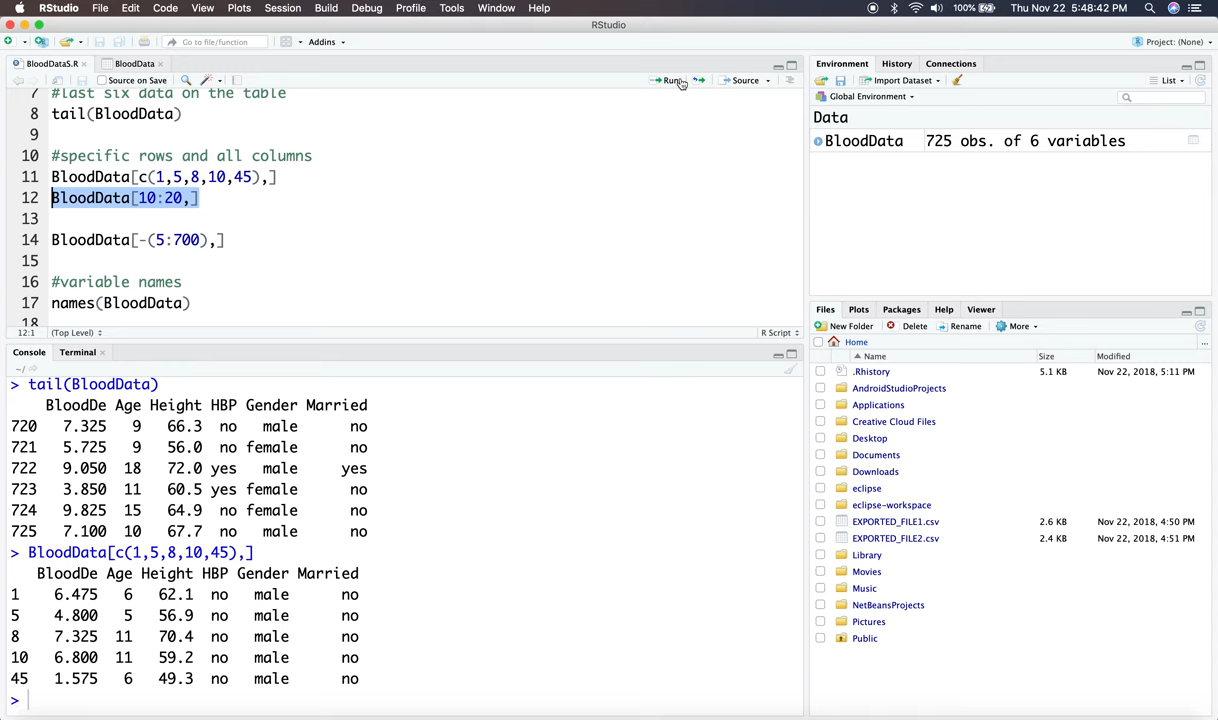 RStudio File Edit Code View Plots Session Build Debug Profile Tools Window Help 100% Thu Nov 22 5:48:42 PM
RStudio
Go to file/function Addins Project: (None)
BloodDataS.R BloodData
Source on Save Run Source
7 #last six data on the table
8 tail(BloodData)
9
10 #specific rows and all columns
11 BloodData[c(1,5,8,10,45),]
12 BloodData[10:20,]
13
14 BloodData[-(5:700),]
15
16 #variable names
17 names(BloodData)
18
12:1 (Top Level) R Script
Console Terminal
~/
> tail(BloodData)
BloodDe Age Height HBP Gender Married
720 7.325 9 66.3 no male no
721 5.725 9 56.0 no female no
722 9.050 18 72.0 yes male yes
723 3.850 11 60.5 yes female no
724 9.825 15 64.9 no female no
725 7.100 10 67.7 no male no
> BloodData[c(1,5,8,10,45),]
BloodDe Age Height HBP Gender Married
1 6.475 6 62.1 no male no
5 4.800 5 56.9 no male no
8 7.325 11 70.4 no male no
10 6.800 11 59.2 no male no
45 1.575 6 49.3 no male no
>
Environment History Connections
Import Dataset List
Global Environment
Data
BloodData 725 obs. of 6 variables
Files Plots Packages Help Viewer
New Folder Delete Rename More
Home ...
Name Size Modified
.Rhistory 5.1 KB Nov 22, 2018, 5:11 PM
AndroidStudioProjects
Applications
Creative Cloud Files
Desktop
Documents
Downloads
eclipse
eclipse-workspace
EXPORTED_FILE1.csv 2.6 KB Nov 22, 2018, 4:50 PM
EXPORTED_FILE2.csv 2.4 KB Nov 22, 2018, 4:51 PM
Library
Movies
Music
NetBeansProjects
Pictures
Public